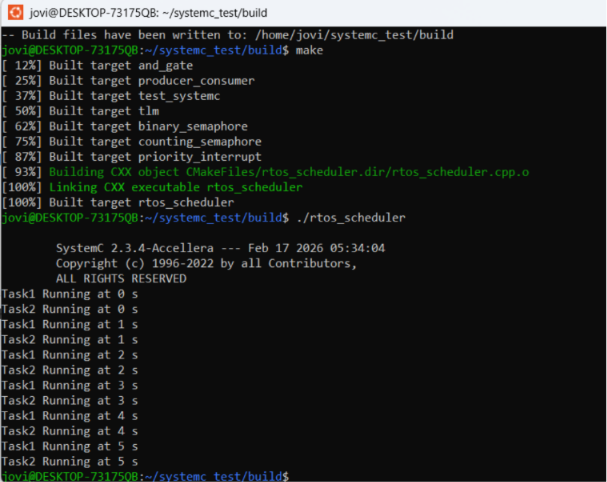 jovi@DESKTOP-73175QB: ~/systemc_test/build
-- Build files have been written to: /home/jovi/systemc_test/build
jovi@DESKTOP-73175QB:~/systemc_test/build$ make
[ 12%] Built target and_gate
[ 25%] Built target producer_consumer
[ 37%] Built target test_systemc
[ 50%] Built target tlm
[ 62%] Built target binary_semaphore
[ 75%] Built target counting_semaphore
[ 87%] Built target priority_interrupt
[ 93%] Building CXX object CMakeFiles/rtos_scheduler.dir/rtos_scheduler.cpp.o
[100%] Linking CXX executable rtos_scheduler
[100%] Built target rtos_scheduler
jovi@DESKTOP-73175QB:~/systemc_test/build$ ./rtos_scheduler
SystemC 2.3.4-Accellera --- Feb 17 2026 05:34:04
Copyright (c) 1996-2022 by all Contributors,
ALL RIGHTS RESERVED
Task1 Running at 0 s
Task2 Running at 0 s
Task1 Running at 1 s
Task2 Running at 1 s
Task1 Running at 2 s
Task2 Running at 2 s
Task1 Running at 3 s
Task2 Running at 3 s
Task1 Running at 4 s
Task2 Running at 4 s
Task1 Running at 5 s
Task2 Running at 5 s
jovi@DESKTOP-73175QB:~/systemc_test/build$